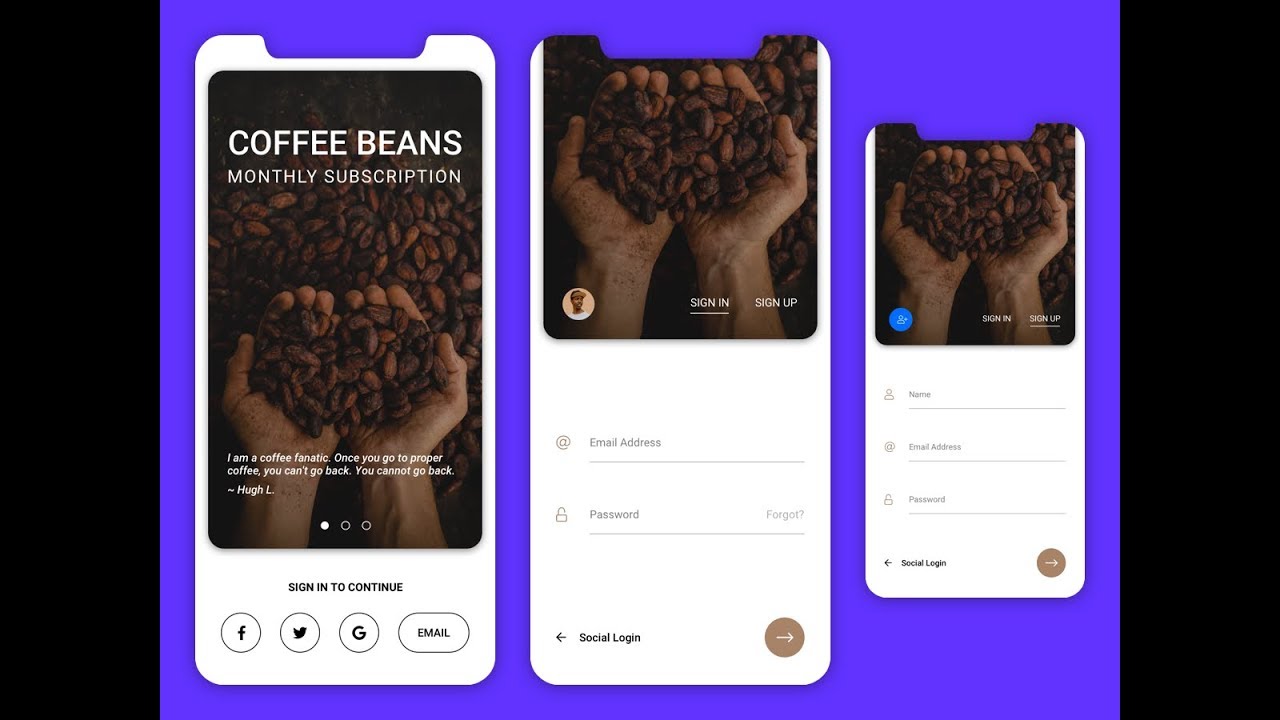 COFFEE BEANS
MONTHLY SUBSCRIPTION
I am a coffee fanatic. Once you go to proper
coffee, you can't go back. You cannot go back.
~ Hugh L.
SIGN IN TO CONTINUE
EMAIL
SIGN IN SIGN UP
Email Address
Password Forgot?
Social Login
SIGN IN SIGN UP
Name
Email Address
Password
Social Login